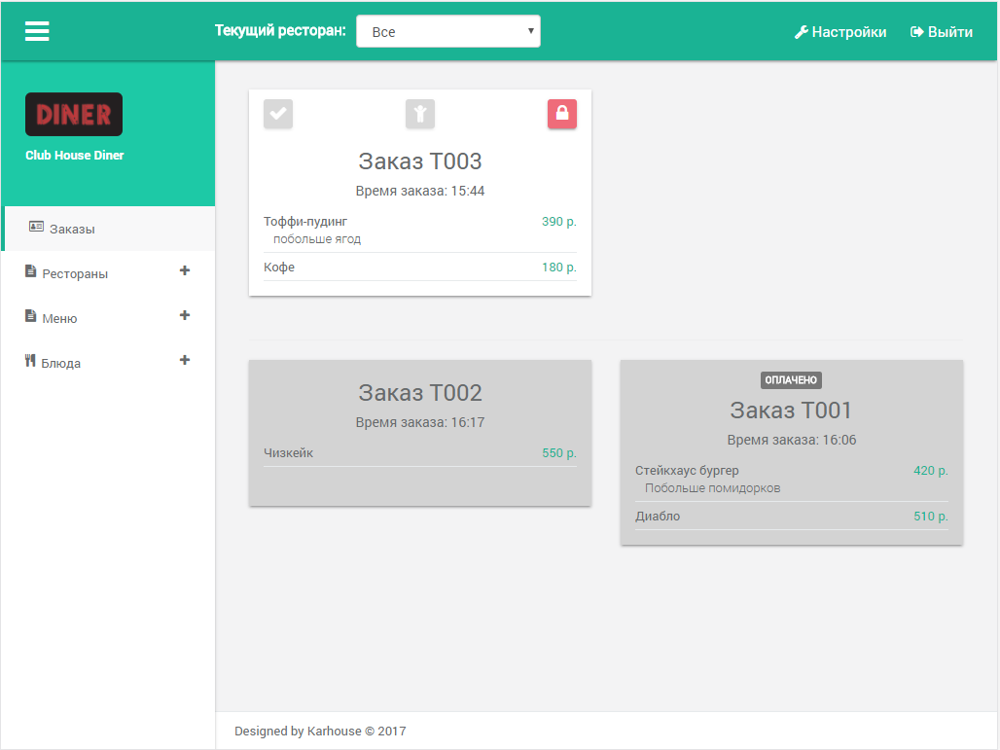 Текущий ресторан: Все Настройки Выйти
DINER
Club House Diner
Заказы
Рестораны
Меню
Блюда
Заказ T003
Время заказа: 15:44
Тоффи-пудинг 390 р.
побольше ягод
Кофе 180 р.
Заказ T002
Время заказа: 16:17
Чизкейк 550 р.
ОПЛАЧЕНО
Заказ T001
Время заказа: 16:06
Стейкхаус бургер 420 р.
Побольше помидорков
Диабло 510 р.
Designed by Karhouse © 2017